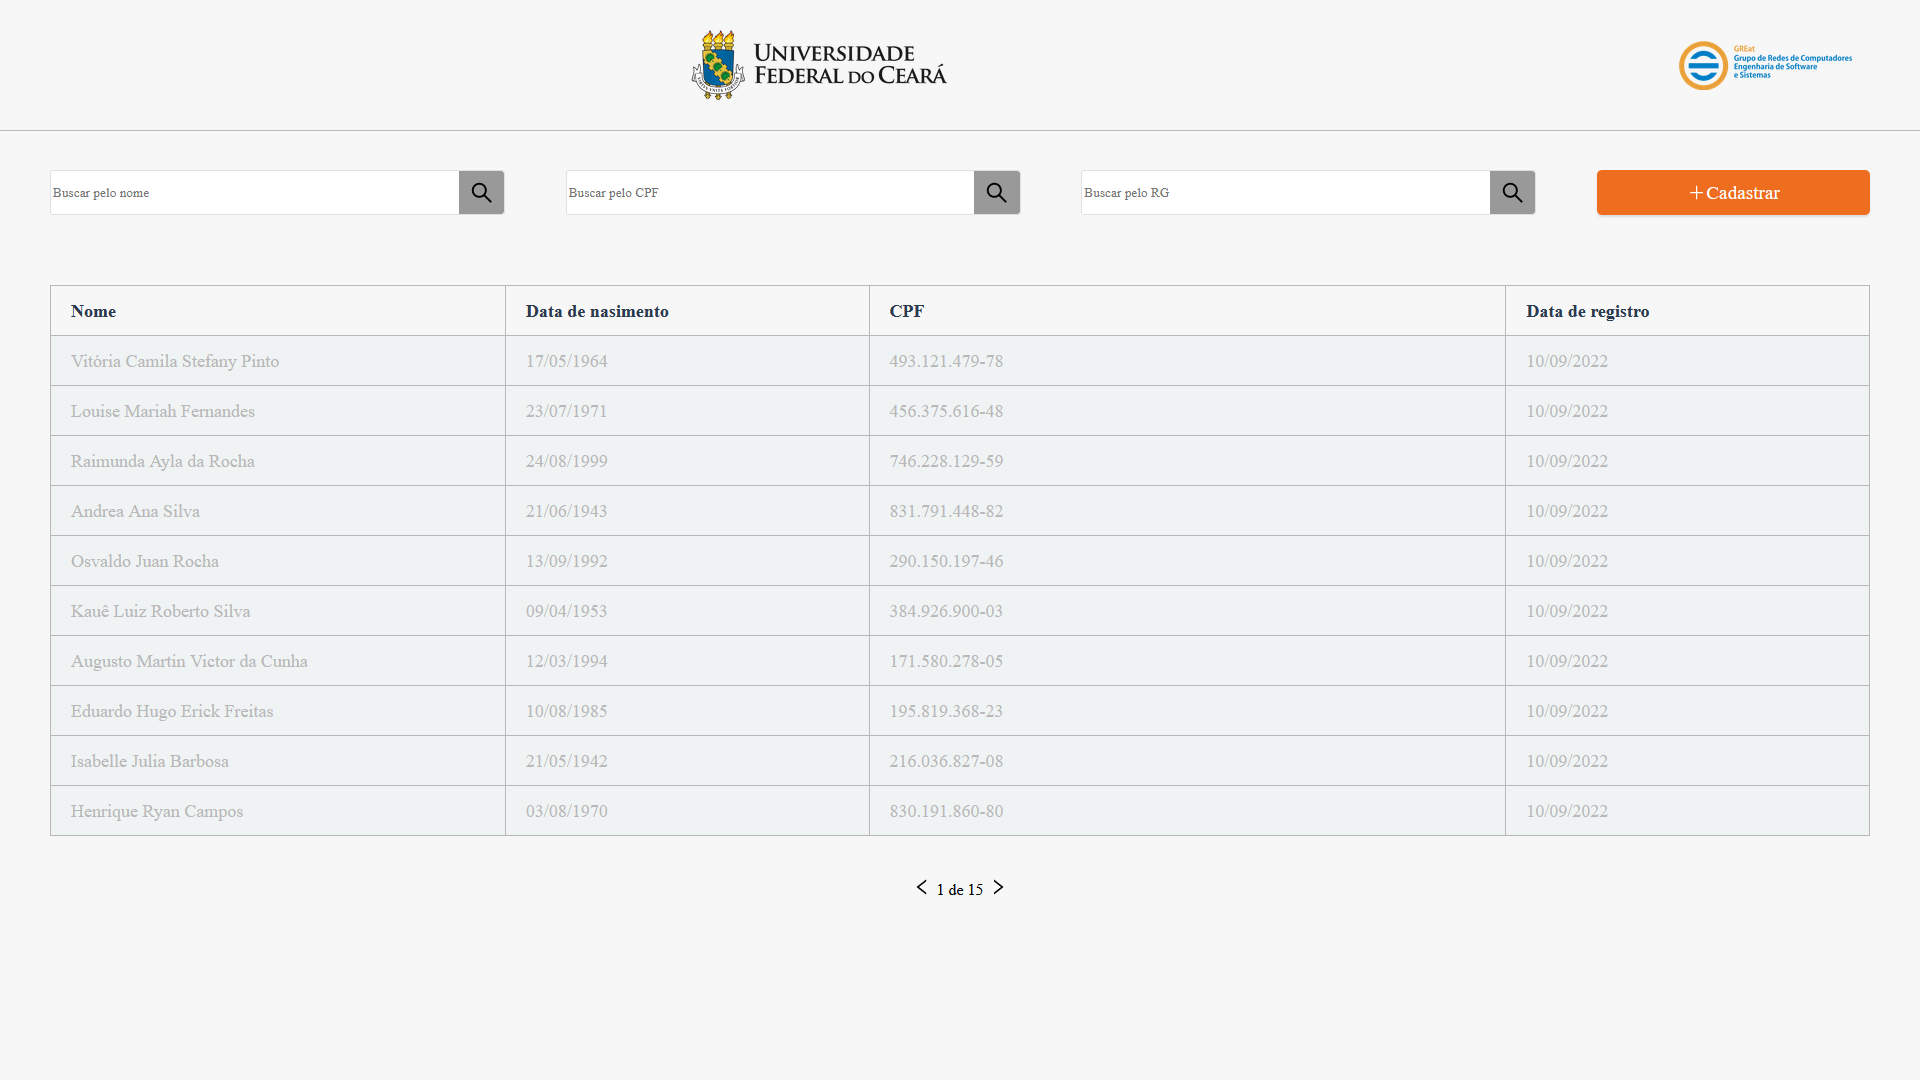 UNIVERSIDADE
FEDERAL DO CEARÁ
GREat
Grupo de Redes de Computadores
Engenharia de Software
e Sistemas
Buscar pelo nome
Buscar pelo CPF
Buscar pelo RG
+ Cadastrar
Nome Data de nasimento CPF Data de registro
Vitória Camila Stefany Pinto 17/05/1964 493.121.479-78 10/09/2022
Louise Mariah Fernandes 23/07/1971 456.375.616-48 10/09/2022
Raimunda Ayla da Rocha 24/08/1999 746.228.129-59 10/09/2022
Andrea Ana Silva 21/06/1943 831.791.448-82 10/09/2022
Osvaldo Juan Rocha 13/09/1992 290.150.197-46 10/09/2022
Kauê Luiz Roberto Silva 09/04/1953 384.926.900-03 10/09/2022
Augusto Martin Victor da Cunha 12/03/1994 171.580.278-05 10/09/2022
Eduardo Hugo Erick Freitas 10/08/1985 195.819.368-23 10/09/2022
Isabelle Julia Barbosa 21/05/1942 216.036.827-08 10/09/2022
Henrique Ryan Campos 03/08/1970 830.191.860-80 10/09/2022
< 1 de 15 >